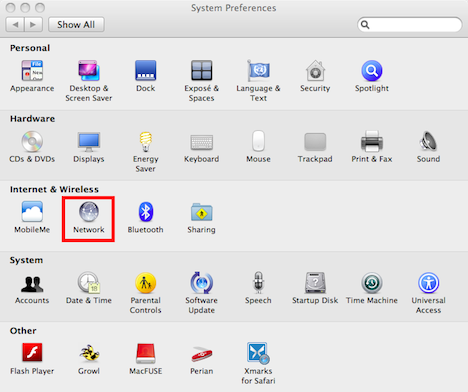 System Preferences
Show All
Personal
Appearance
Desktop &
Screen Saver
Dock
Exposé &
Spaces
Language &
Text
Security
Spotlight
Hardware
CDs & DVDs
Displays
Energy
Saver
Keyboard
Mouse
Trackpad
Print & Fax
Sound
Internet & Wireless
MobileMe
Network
Bluetooth
Sharing
System
Accounts
Date & Time
Parental
Controls
Software
Update
Speech
Startup Disk
Time Machine
Universal
Access
Other
Flash Player
Growl
MacFUSE
Perian
Xmarks
for Safari